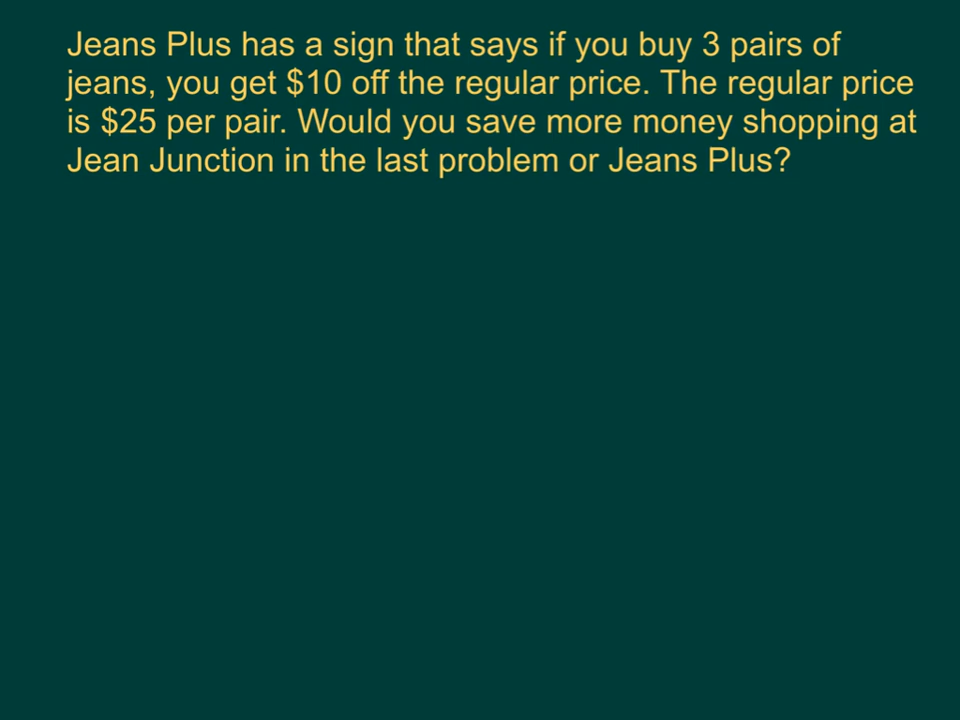 Jeans Plus has a sign that says if you buy 3 pairs of
jeans, you get $10 off the regular price. The regular price
is $25 per pair. Would you save more money shopping at
Jean Junction in the last problem or Jeans Plus?